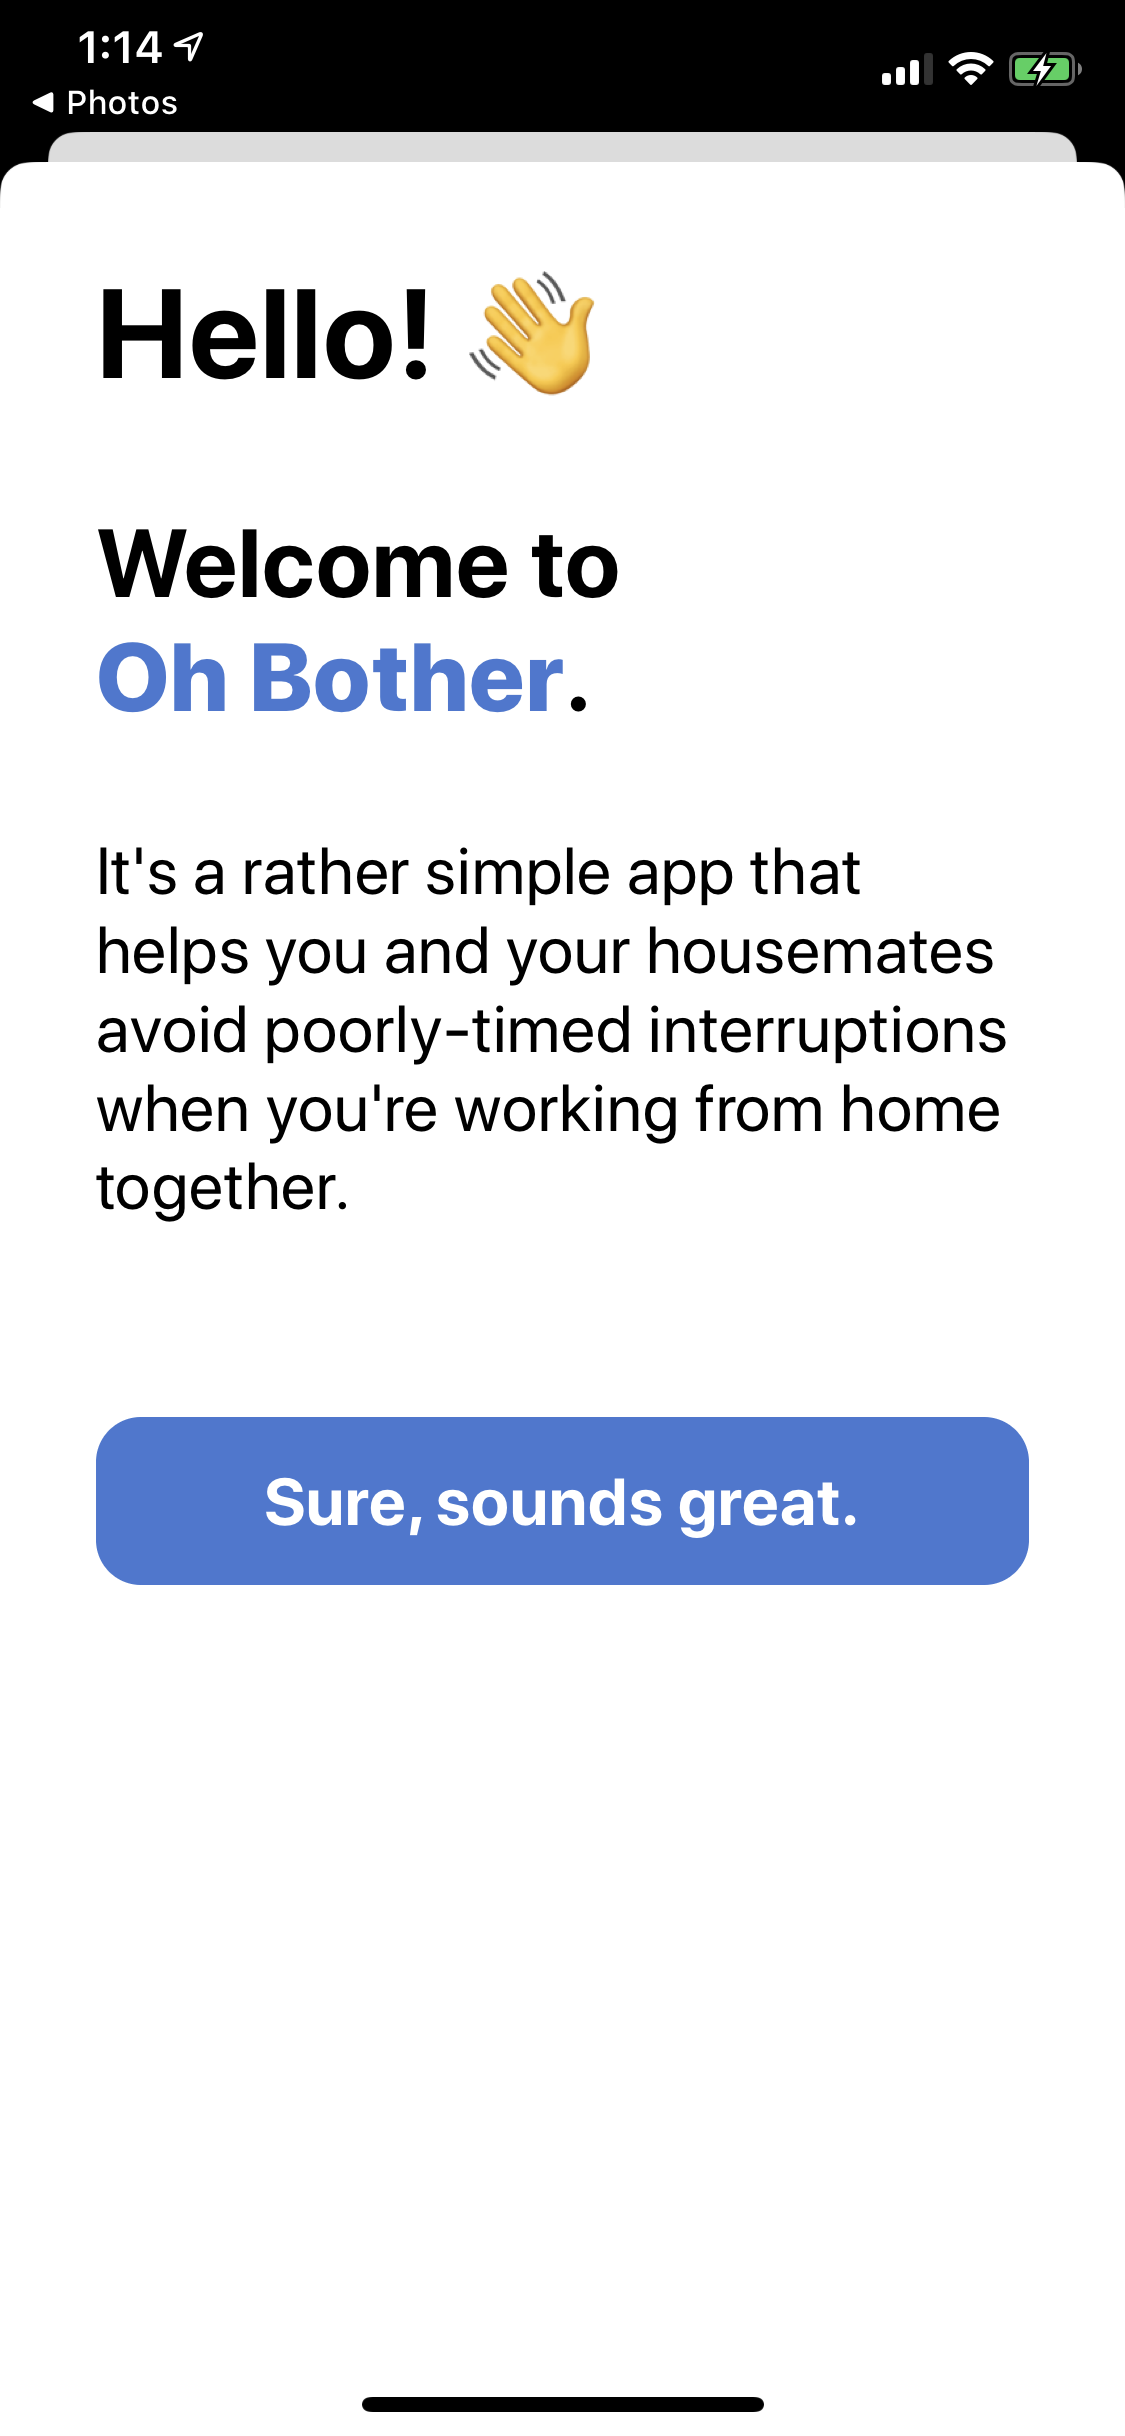 1:14
Photos
Hello! 👋
Welcome to
Oh Bother.
It's a rather simple app that
helps you and your housemates
avoid poorly-timed interruptions
when you're working from home
together.
Sure, sounds great.